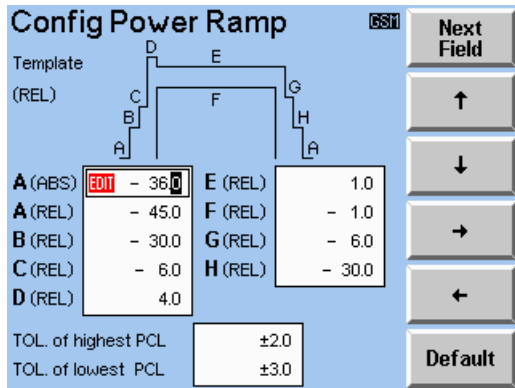 Config Power Ramp GSM
Template
(REL)
D
E
C
F
G
B
H
A
A
A (ABS) EDIT - 36.0
A (REL) - 45.0
B (REL) - 30.0
C (REL) - 6.0
D (REL) 4.0
E (REL) 1.0
F (REL) - 1.0
G (REL) - 6.0
H (REL) - 30.0
TOL. of highest PCL ±2.0
TOL. of lowest PCL ±3.0
Next
Field
↑
↓
→
←
Default